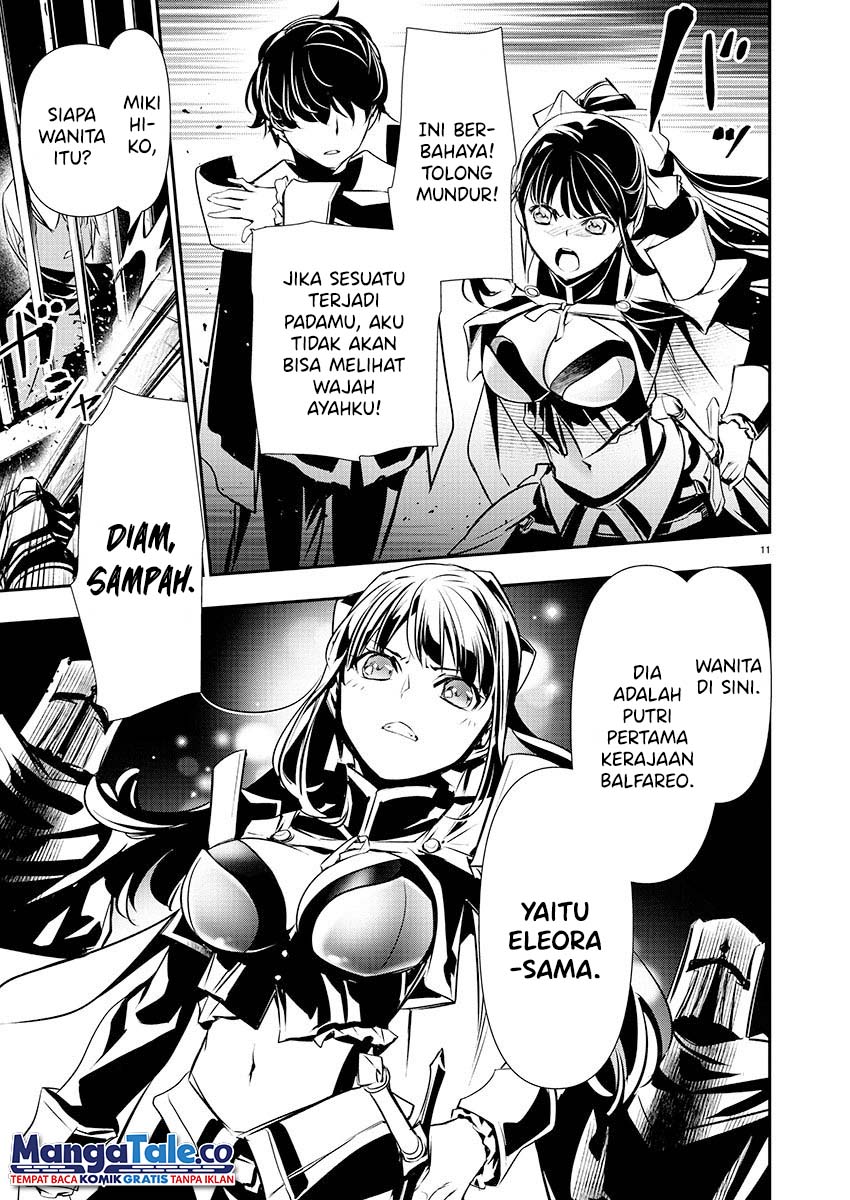 INI BER-
BAHAYA!
TOLONG
MUNDUR!
JIKA SESUATU
TERJADI
PADAMU, AKU
TIDAK AKAN
BISA MELIHAT
WAJAH
AYAHKU!
MIKI
HI-
KO,
SIAPA
WANITA
ITU?
DIAM,
SAMPAH.
11
WANITA
DI SINI.
DIA
ADALAH
PUTRI
PERTAMA
KERAJAAN
BALFAREO.
YAITU
ELEORA
-SAMA.
MangaTale.co
TEMPAT BACA KOMIK GRATIS TANPA IKLAN